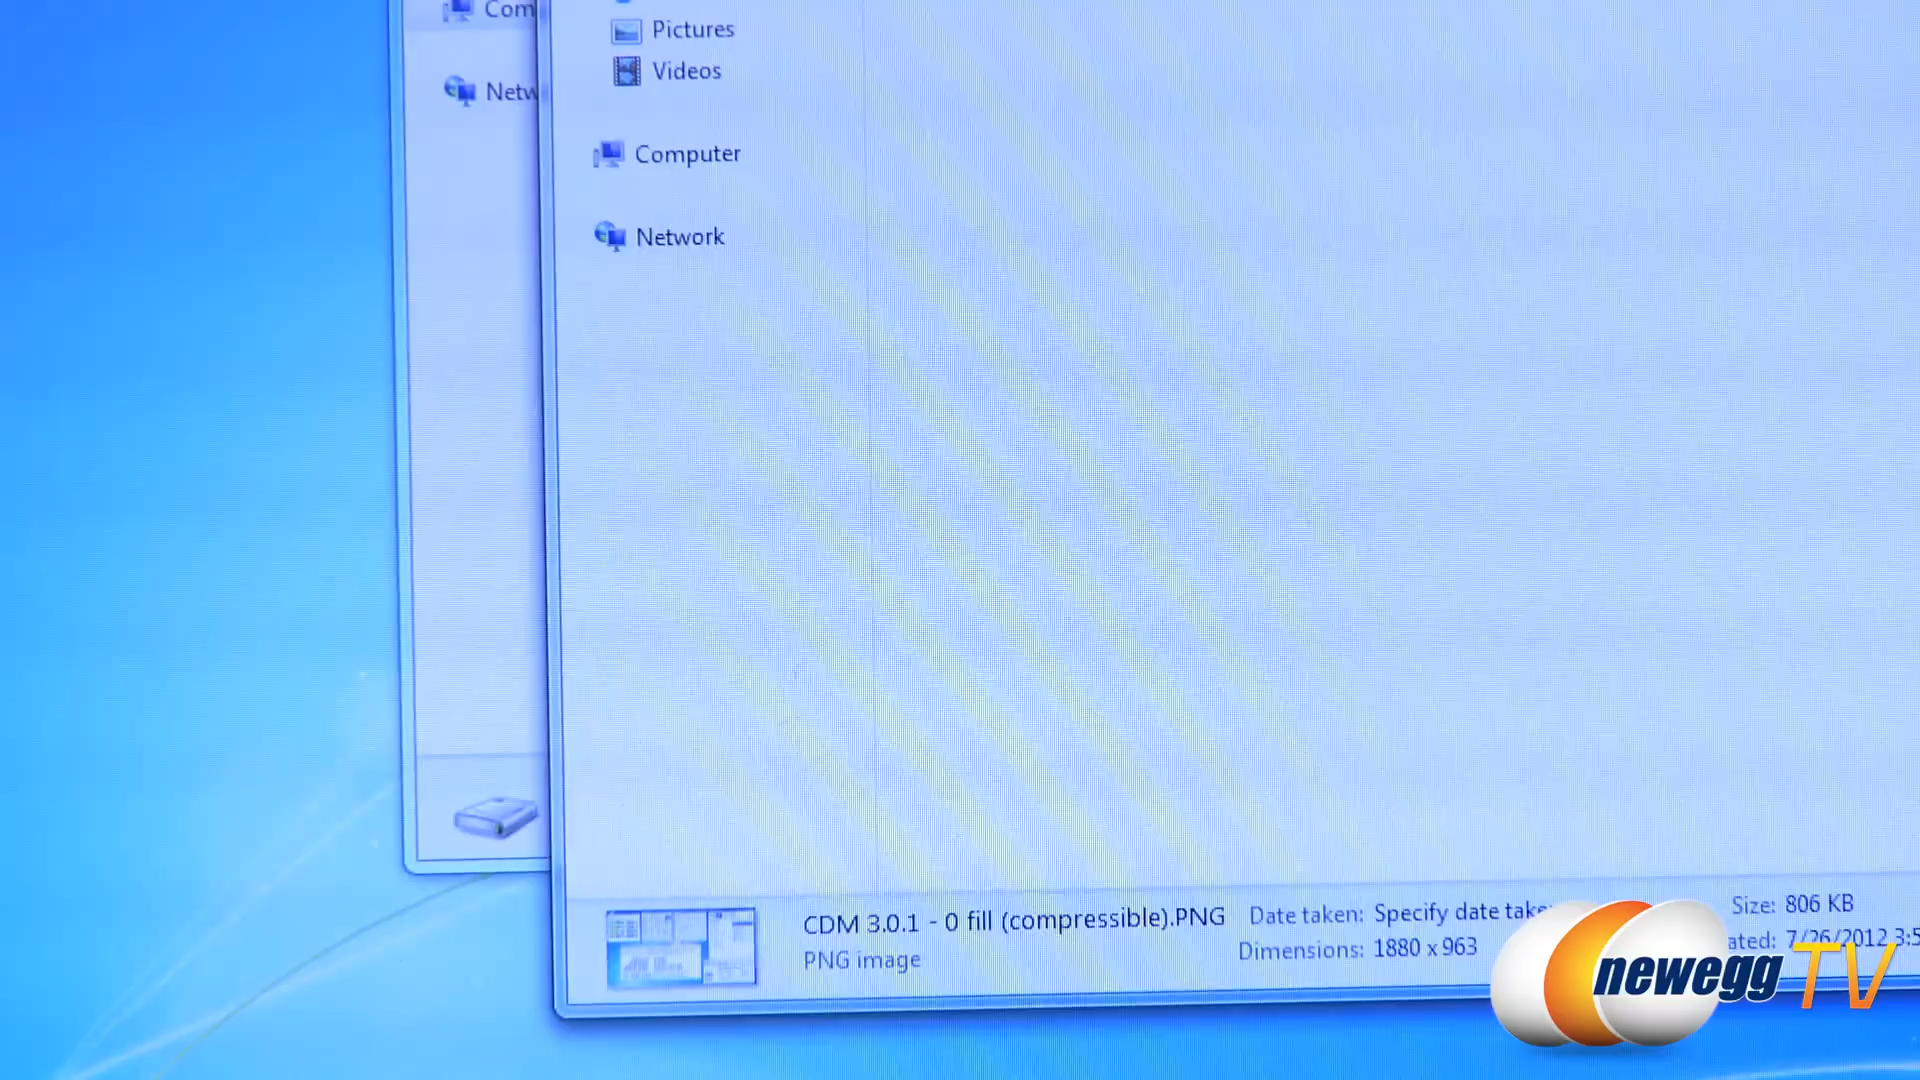 Com
Pictures
Videos
Netw
Computer
Network
CDM 3.0.1 - 0 fill (compressible).PNG
PNG image
Date taken: Specify date take
Dimensions: 1880 x 963
Size: 806 KB
ated: 7/26/2012 3:5
newegg TV